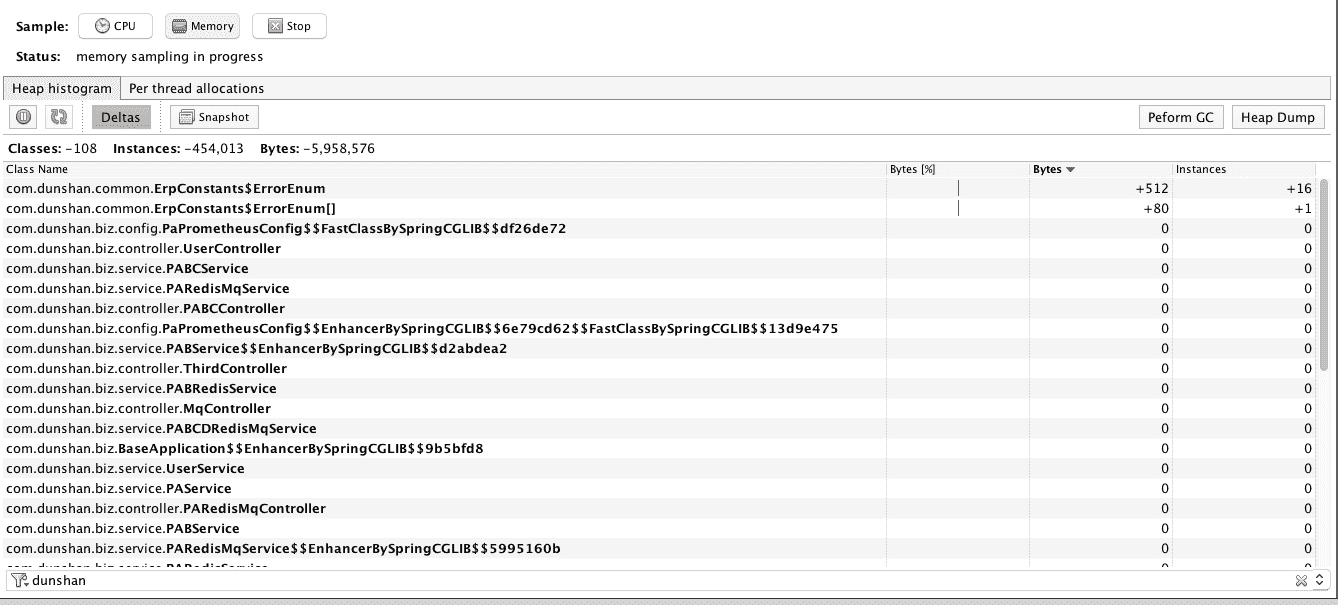 Sample: CPU Memory Stop
Status: memory sampling in progress
Heap histogram Per thread allocations
Deltas Snapshot Peform GC Heap Dump
Classes: -108 Instances: -454,013 Bytes: -5,958,576
Class Name Bytes [%] Bytes Instances
com.dunshan.common.ErpConstants$ErrorEnum +512 +16
com.dunshan.common.ErpConstants$ErrorEnum[] +80 +1
com.dunshan.biz.config.PaPrometheusConfig$$FastClassBySpringCGLIB$$df26de72 0 0
com.dunshan.biz.controller.UserController 0 0
com.dunshan.biz.service.PABCService 0 0
com.dunshan.biz.service.PARedisMqService 0 0
com.dunshan.biz.controller.PABCController 0 0
com.dunshan.biz.config.PaPrometheusConfig$$EnhancerBySpringCGLIB$$6e79cd62$$FastClassBySpringCGLIB$$13d9e475 0 0
com.dunshan.biz.service.PABService$$EnhancerBySpringCGLIB$$d2abdea2 0 0
com.dunshan.biz.controller.ThirdController 0 0
com.dunshan.biz.service.PABRedisService 0 0
com.dunshan.biz.controller.MqController 0 0
com.dunshan.biz.service.PABCDRedisMqService 0 0
com.dunshan.biz.BaseApplication$$EnhancerBySpringCGLIB$$9b5bfd8 0 0
com.dunshan.biz.service.UserService 0 0
com.dunshan.biz.service.PAService 0 0
com.dunshan.biz.controller.PARedisMqController 0 0
com.dunshan.biz.service.PABService 0 0
com.dunshan.biz.service.PARedisMqService$$EnhancerBySpringCGLIB$$5995160b 0 0
dunshan